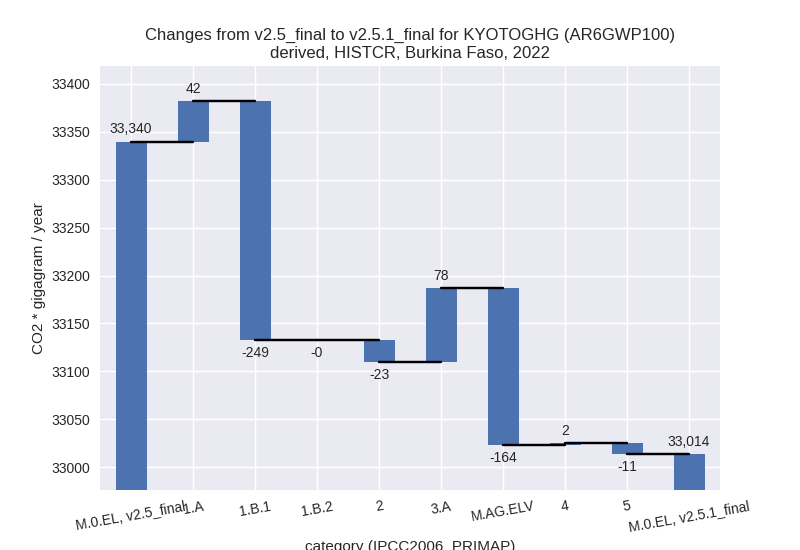 Changes from v2.5_final to v2.5.1_final for KYOTOGHG (AR6GWP100)
derived, HISTCR, Burkina Faso, 2022
CO2 * gigagram / year
33400
33350
33300
33250
33200
33150
33100
33050
33000
33,340
42
-249
-0
-23
78
-164
2
-11
33,014
M.0.EL, v2.5_final
1.A
1.B.1
1.B.2
2
3.A
M.AG.ELV
4
5
M.0.EL, v2.5.1_final
category (IPCC2006_PRIMAP)